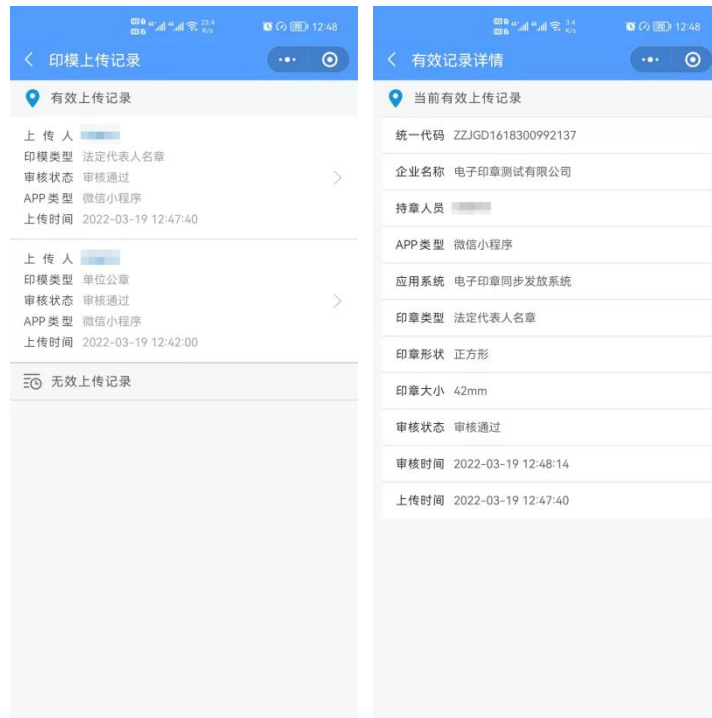 12:48
印模上传记录
有效上传记录
上传人
印模类型 法定代表人名章
审核状态 审核通过
APP类型 微信小程序
上传时间 2022-03-19 12:47:40
上传人
印模类型 单位公章
审核状态 审核通过
APP类型 微信小程序
上传时间 2022-03-19 12:42:00
无效上传记录
12:48
有效记录详情
当前有效上传记录
统一代码 ZZJGD1618300992137
企业名称 电子印章测试有限公司
持章人员
APP类型 微信小程序
应用系统 电子印章同步发放系统
印章类型 法定代表人名章
印章形状 正方形
印章大小 42mm
审核状态 审核通过
审核时间 2022-03-19 12:48:14
上传时间 2022-03-19 12:47:40